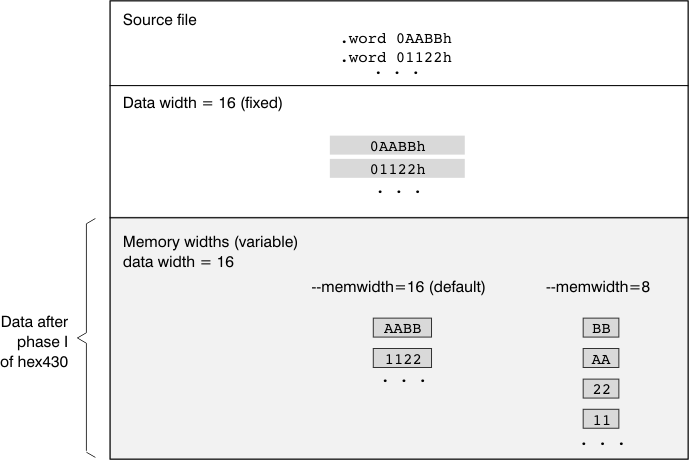 Source file
.word 0AABBh
.word 01122h
. . .
Data width = 16 (fixed)
0AABBh
01122h
. . .
Memory widths (variable)
data width = 16
--memwidth=16 (default)
--memwidth=8
Data after
phase I
of hex430
AABB
1122
. . .
BB
AA
22
11
. . .